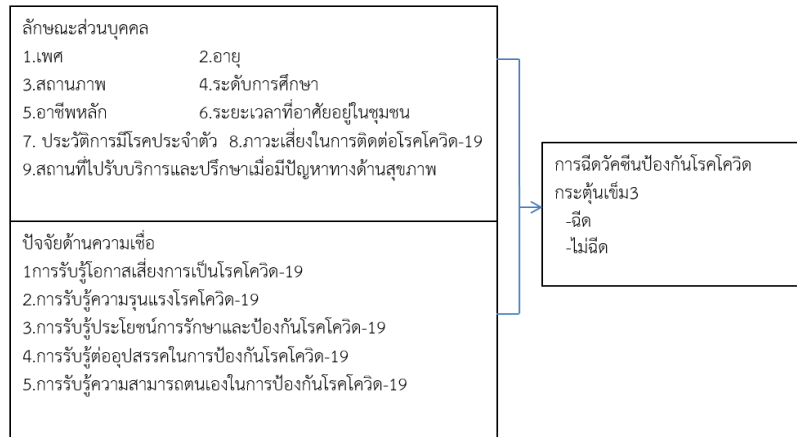 ลักษณะส่วนบุคคล
1.เพศ 2.อายุ
3.สถานภาพ 4.ระดับการศึกษา
5.อาชีพหลัก 6.ระยะเวลาที่อาศัยอยู่ในชุมชน
7. ประวัติการมีโรคประจำตัว 8.ภาวะเสี่ยงในการติดต่อโรคโควิด-19
9.สถานที่ไปรับบริการและปรึกษาเมื่อมีปัญหาทางด้านสุขภาพ
ปัจจัยด้านความเชื่อ
1การรับรู้โอกาสเสี่ยงการเป็นโรคโควิด-19
2.การรับรู้ความรุนแรงโรคโควิด-19
3.การรับรู้ประโยชน์การรักษาและป้องกันโรคโควิด-19
4.การรับรู้ต่ออุปสรรคในการป้องกันโรคโควิด-19
5.การรับรู้ความสามารถตนเองในการป้องกันโรคโควิด-19
การฉีดวัคซีนป้องกันโรคโควิด
กระตุ้นเข็ม3
-ฉีด
-ไม่ฉีด